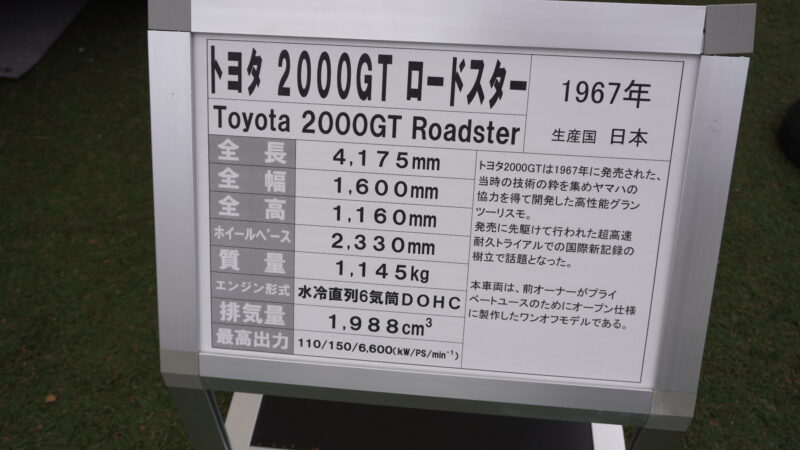 トヨタ 2000GT ロードスター
Toyota 2000GT Roadster
1967年
生産国 日本
全長 4,175mm
全幅 1,600mm
全高 1,160mm
ホイールベース 2,330mm
質量 1,145kg
エンジン形式 水冷直列6気筒DOHC
排気量 1,988cm³
最高出力 110/150/6,600(kW/PS/min⁻¹)
トヨタ2000GTは1967年に発売された、
当時の技術の粋を集めヤマハの
協力を得て開発した高性能グラン
ツーリスモ。
発売に先駆けて行われた超高速
耐久トライアルでの国際新記録の
樹立で話題となった。
本車両は、前オーナーがプライ
ベートユースのためにオープン仕様
に製作したワンオフモデルである。